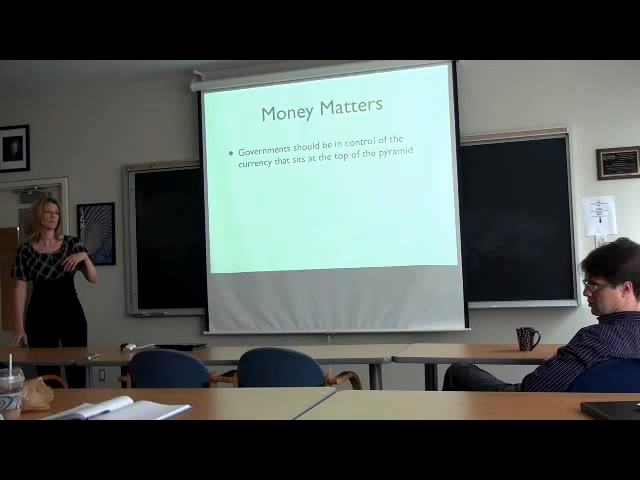 Money Matters
• Governments should be in control of the
currency that sits at the top of the pyramid